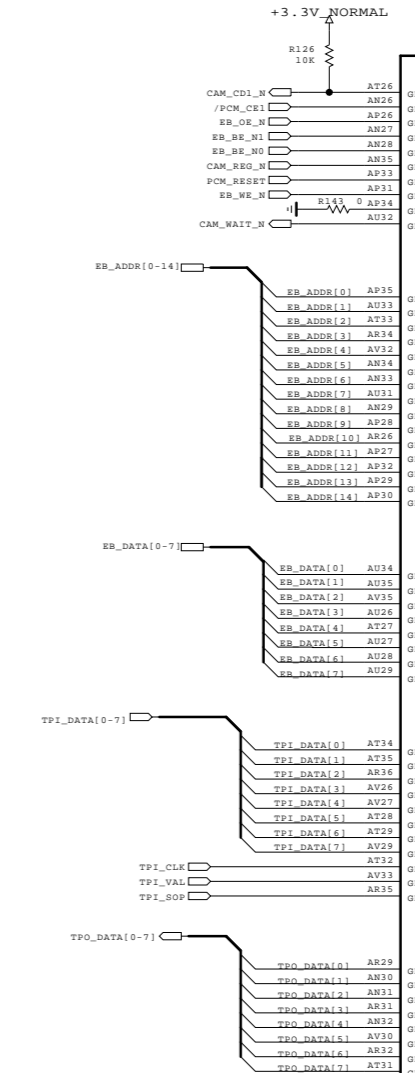 +3.3V_NORMAL
R126
10K
CAM_CD1_N AT26
/PCM_CE1 AN26
EB_OE_N AP26
EB_BE_N1 AN27
EB_BE_N0 AN28
CAM_REG_N AN35
PCM_RESET AP33
EB_WE_N AP31
R143 0 AP34
CAM_WAIT_N AU32
EB_ADDR[0-14]
EB_ADDR[0] AP35
EB_ADDR[1] AU33
EB_ADDR[2] AT33
EB_ADDR[3] AR34
EB_ADDR[4] AV32
EB_ADDR[5] AN34
EB_ADDR[6] AN33
EB_ADDR[7] AU31
EB_ADDR[8] AN29
EB_ADDR[9] AP28
EB_ADDR[10] AR26
EB_ADDR[11] AP27
EB_ADDR[12] AP32
EB_ADDR[13] AP29
EB_ADDR[14] AP30
EB_DATA[0-7]
EB_DATA[0] AU34
EB_DATA[1] AU35
EB_DATA[2] AV35
EB_DATA[3] AU26
EB_DATA[4] AT27
EB_DATA[5] AU27
EB_DATA[6] AU28
EB_DATA[7] AU29
TPI_DATA[0-7]
TPI_DATA[0] AT34
TPI_DATA[1] AT35
TPI_DATA[2] AR36
TPI_DATA[3] AV26
TPI_DATA[4] AV27
TPI_DATA[5] AT28
TPI_DATA[6] AT29
TPI_DATA[7] AV29
TPI_CLK AT32
TPI_VAL AV33
TPI_SOP AR35
TPO_DATA[0-7]
TPO_DATA[0] AR29
TPO_DATA[1] AN30
TPO_DATA[2] AN31
TPO_DATA[3] AR31
TPO_DATA[4] AN32
TPO_DATA[5] AV30
TPO_DATA[6] AR32
TPO_DATA[7] AT31